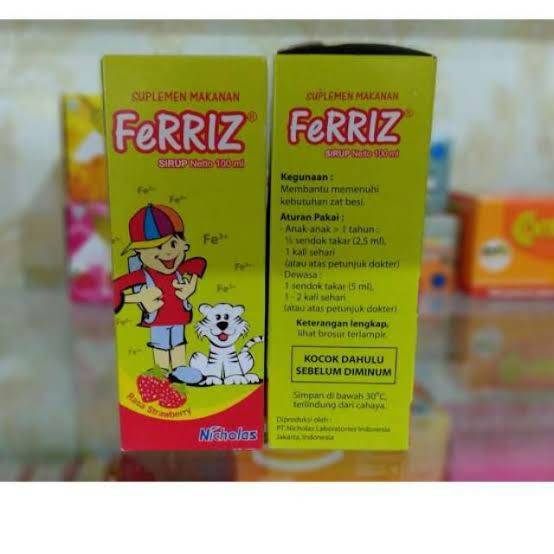 SUPLEMEN MAKANAN
FeRRIZ®
SIRUP Netto 100 ml
Fe²⁺
Rasa Strawberry
Nicholas
SUPLEMEN MAKANAN
FeRRIZ®
SIRUP Netto 100 ml
Kegunaan :
Membantu memenuhi
kebutuhan zat besi.
Aturan Pakai :
Anak-anak > 1 tahun :
½ sendok takar (2,5 ml),
1 kali sehari
(atau atas petunjuk dokter)
Dewasa :
1 sendok takar (5 ml),
1 - 2 kali sehari
(atau atas petunjuk dokter)
Keterangan lengkap,
lihat brosur terlampir.
KOCOK DAHULU
SEBELUM DIMINUM
Simpan di bawah 30°C,
terlindung dari cahaya.
Diproduksi oleh :
PT Nicholas Laboratories Indonesia
Jakarta, Indonesia